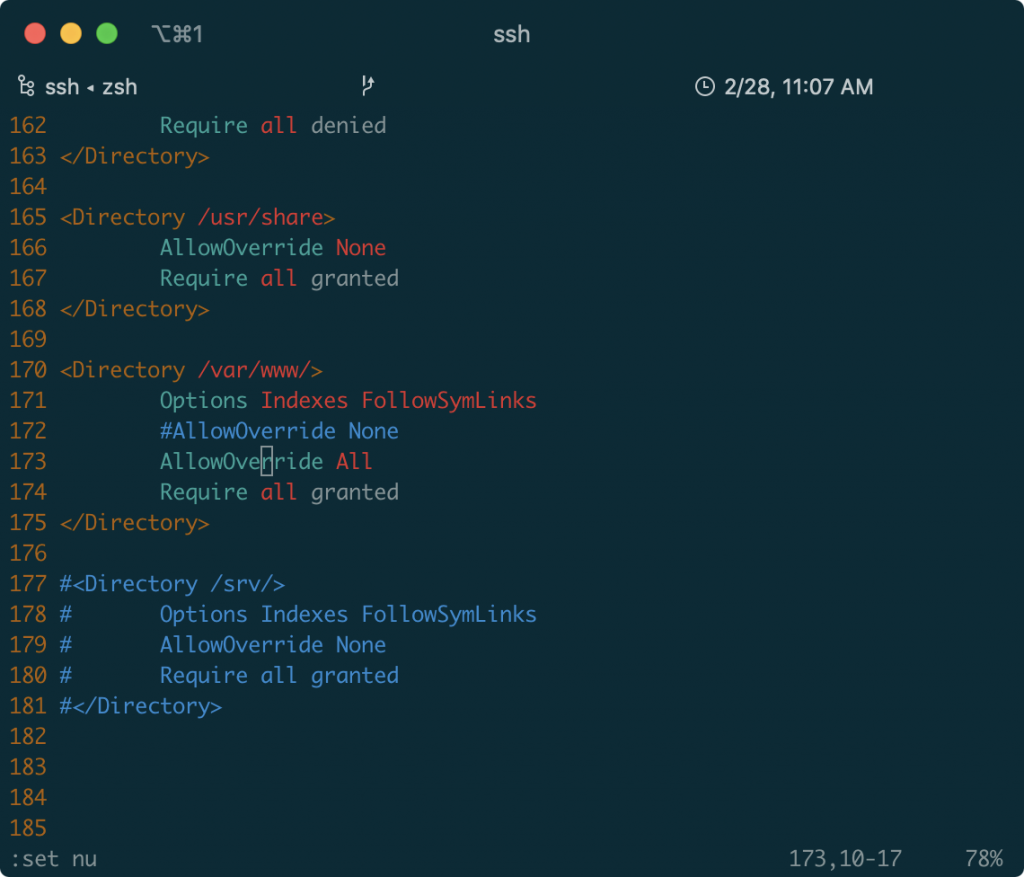 ⌥⌘1 ssh
ssh ◂ zsh 2/28, 11:07 AM
162         Require all denied
163 </Directory>
164
165 <Directory /usr/share>
166         AllowOverride None
167         Require all granted
168 </Directory>
169
170 <Directory /var/www/>
171         Options Indexes FollowSymLinks
172         #AllowOverride None
173         AllowOverride All
174         Require all granted
175 </Directory>
176
177 #<Directory /srv/>
178 #       Options Indexes FollowSymLinks
179 #       AllowOverride None
180 #       Require all granted
181 #</Directory>
182
183
184
185
:set nu 173,10-17 78%